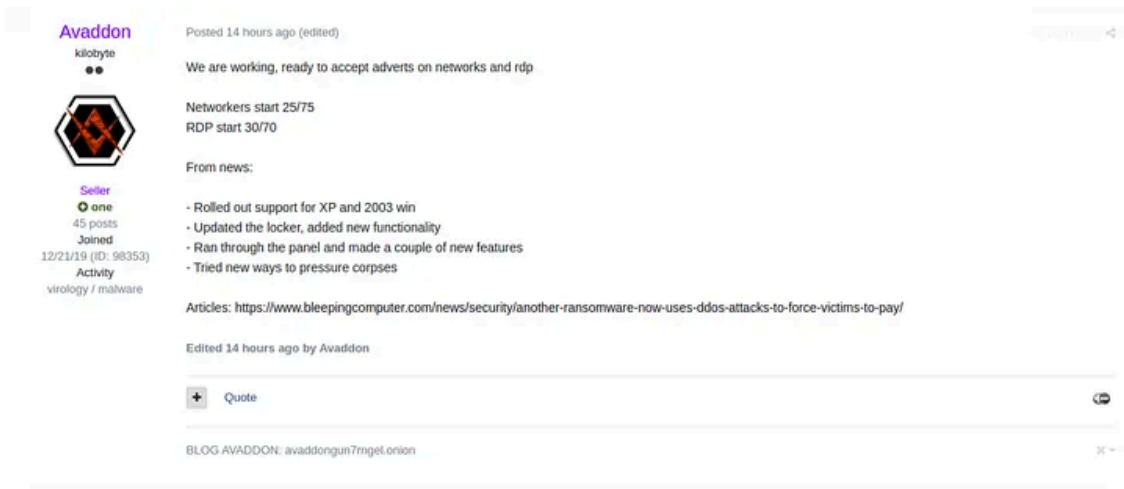 Avaddon
kilobyte
Seller
one
45 posts
Joined
12/21/19 (ID: 98353)
Activity
virology / malware
Posted 14 hours ago (edited)
We are working, ready to accept adverts on networks and rdp
Networkers start 25/75
RDP start 30/70
From news:
- Rolled out support for XP and 2003 win
- Updated the locker, added new functionality
- Ran through the panel and made a couple of new features
- Tried new ways to pressure corpses
Articles: https://www.bleepingcomputer.com/news/security/another-ransomware-now-uses-ddos-attacks-to-force-victims-to-pay/
Edited 14 hours ago by Avaddon
+ Quote
BLOG AVADDON: avaddongun7rngel.onion